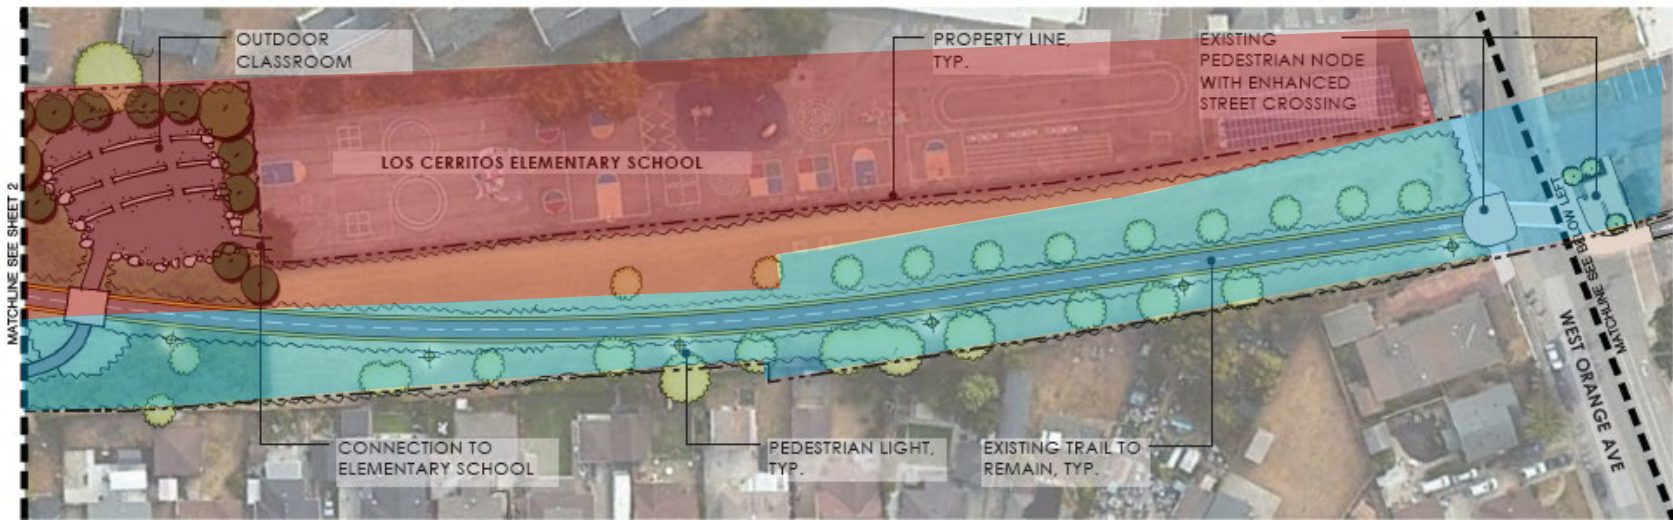 OUTDOOR
CLASSROOM
PROPERTY LINE,
TYP.
EXISTING
PEDESTRIAN NODE
WITH ENHANCED
STREET CROSSING
LOS CERRITOS ELEMENTARY SCHOOL
MATCHLINE SEE SHEET 2
MATCHLINE SEE BELOW LEFT
WEST ORANGE AVE
CONNECTION TO
ELEMENTARY SCHOOL
PEDESTRIAN LIGHT,
TYP.
EXISTING TRAIL TO
REMAIN, TYP.